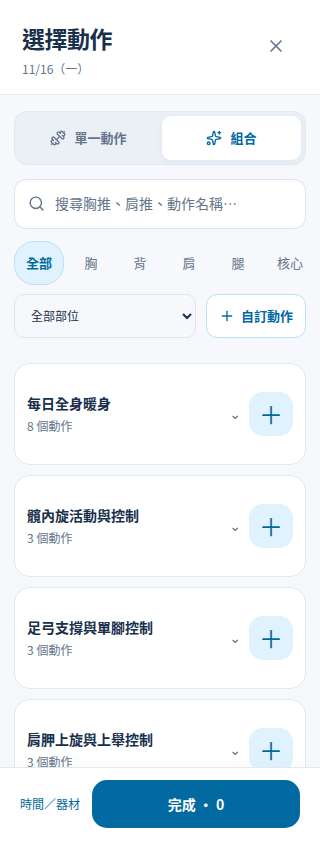 選擇動作
11/16（一）
單一動作
組合
搜尋胸推、肩推、動作名稱⋯
全部
胸
背
肩
腿
核心
全部部位
自訂動作
每日全身暖身
8 個動作
髖內旋活動與控制
3 個動作
足弓支撐與單腳控制
3 個動作
肩胛上旋與上舉控制
3 個動作
時間／器材
完成 · 0